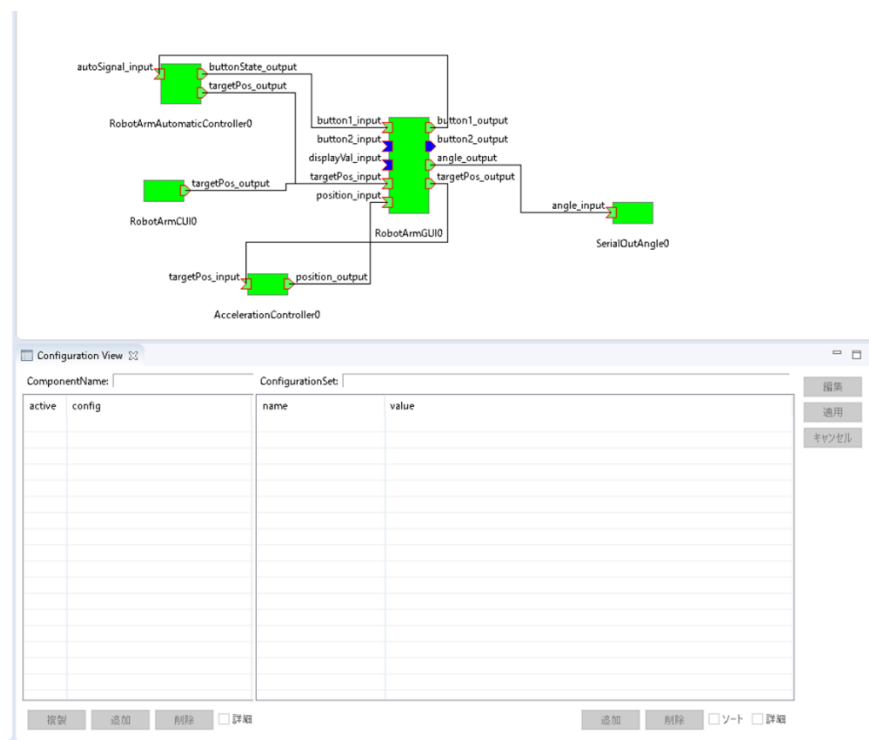 autoSignal_input
buttonState_output
targetPos_output
RobotArmAutomaticController0
button1_input
button1_output
button2_input
button2_output
displayVal_input
angle_output
targetPos_input
targetPos_output
position_input
RobotArmGUI0
targetPos_output
RobotArmCUI0
angle_input
SerialOutAngle0
targetPos_input
position_output
AccelerationController0
Configuration View
ComponentName:
ConfigurationSet:
編集
active config
name value
適用
キャンセル
複製 追加 削除 詳細
追加 削除 ソート 詳細